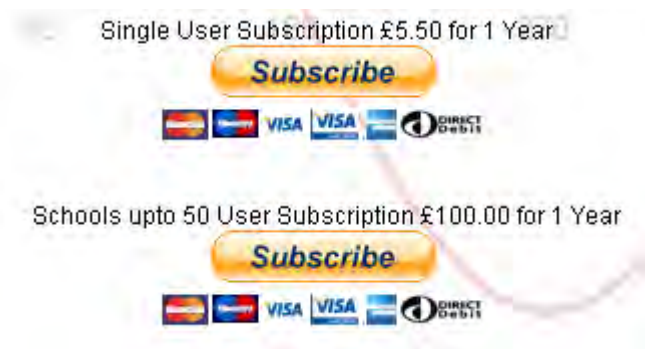 Single User Subscription £5.50 for 1 Year
Subscribe
VISA VISA DIRECT Debit
Schools upto 50 User Subscription £100.00 for 1 Year
Subscribe
VISA VISA DIRECT Debit